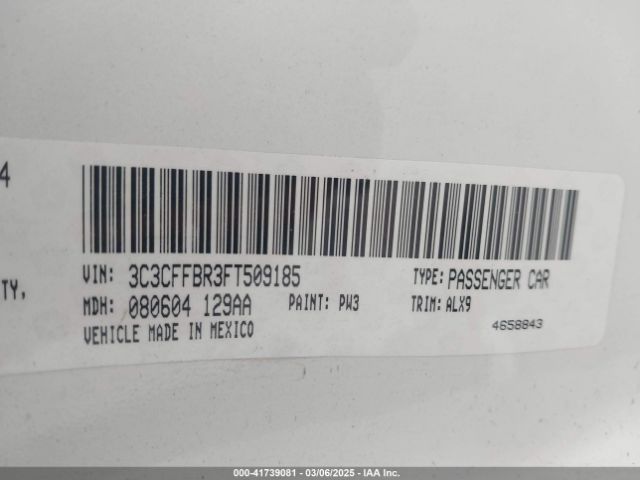 4
VIN: 3C3CFFBR3FT509185 TYPE: PASSENGER CAR
TY,
MDH: 080604 129AA PAINT: PW3 TRIM: ALX9
VEHICLE MADE IN MEXICO 4658843
000-41739081 - 03/06/2025 - IAA Inc.